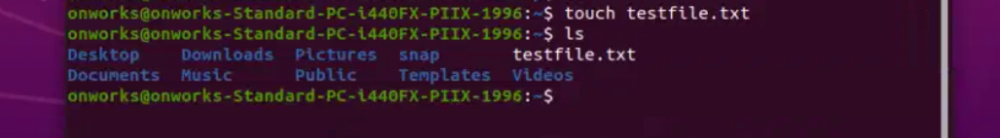 onworks@onworks-Standard-PC-i440FX-PIIX-1996:~$ touch testfile.txt
onworks@onworks-Standard-PC-i440FX-PIIX-1996:~$ ls
Desktop    Downloads  Pictures  snap       testfile.txt
Documents  Music      Public    Templates  Videos
onworks@onworks-Standard-PC-i440FX-PIIX-1996:~$